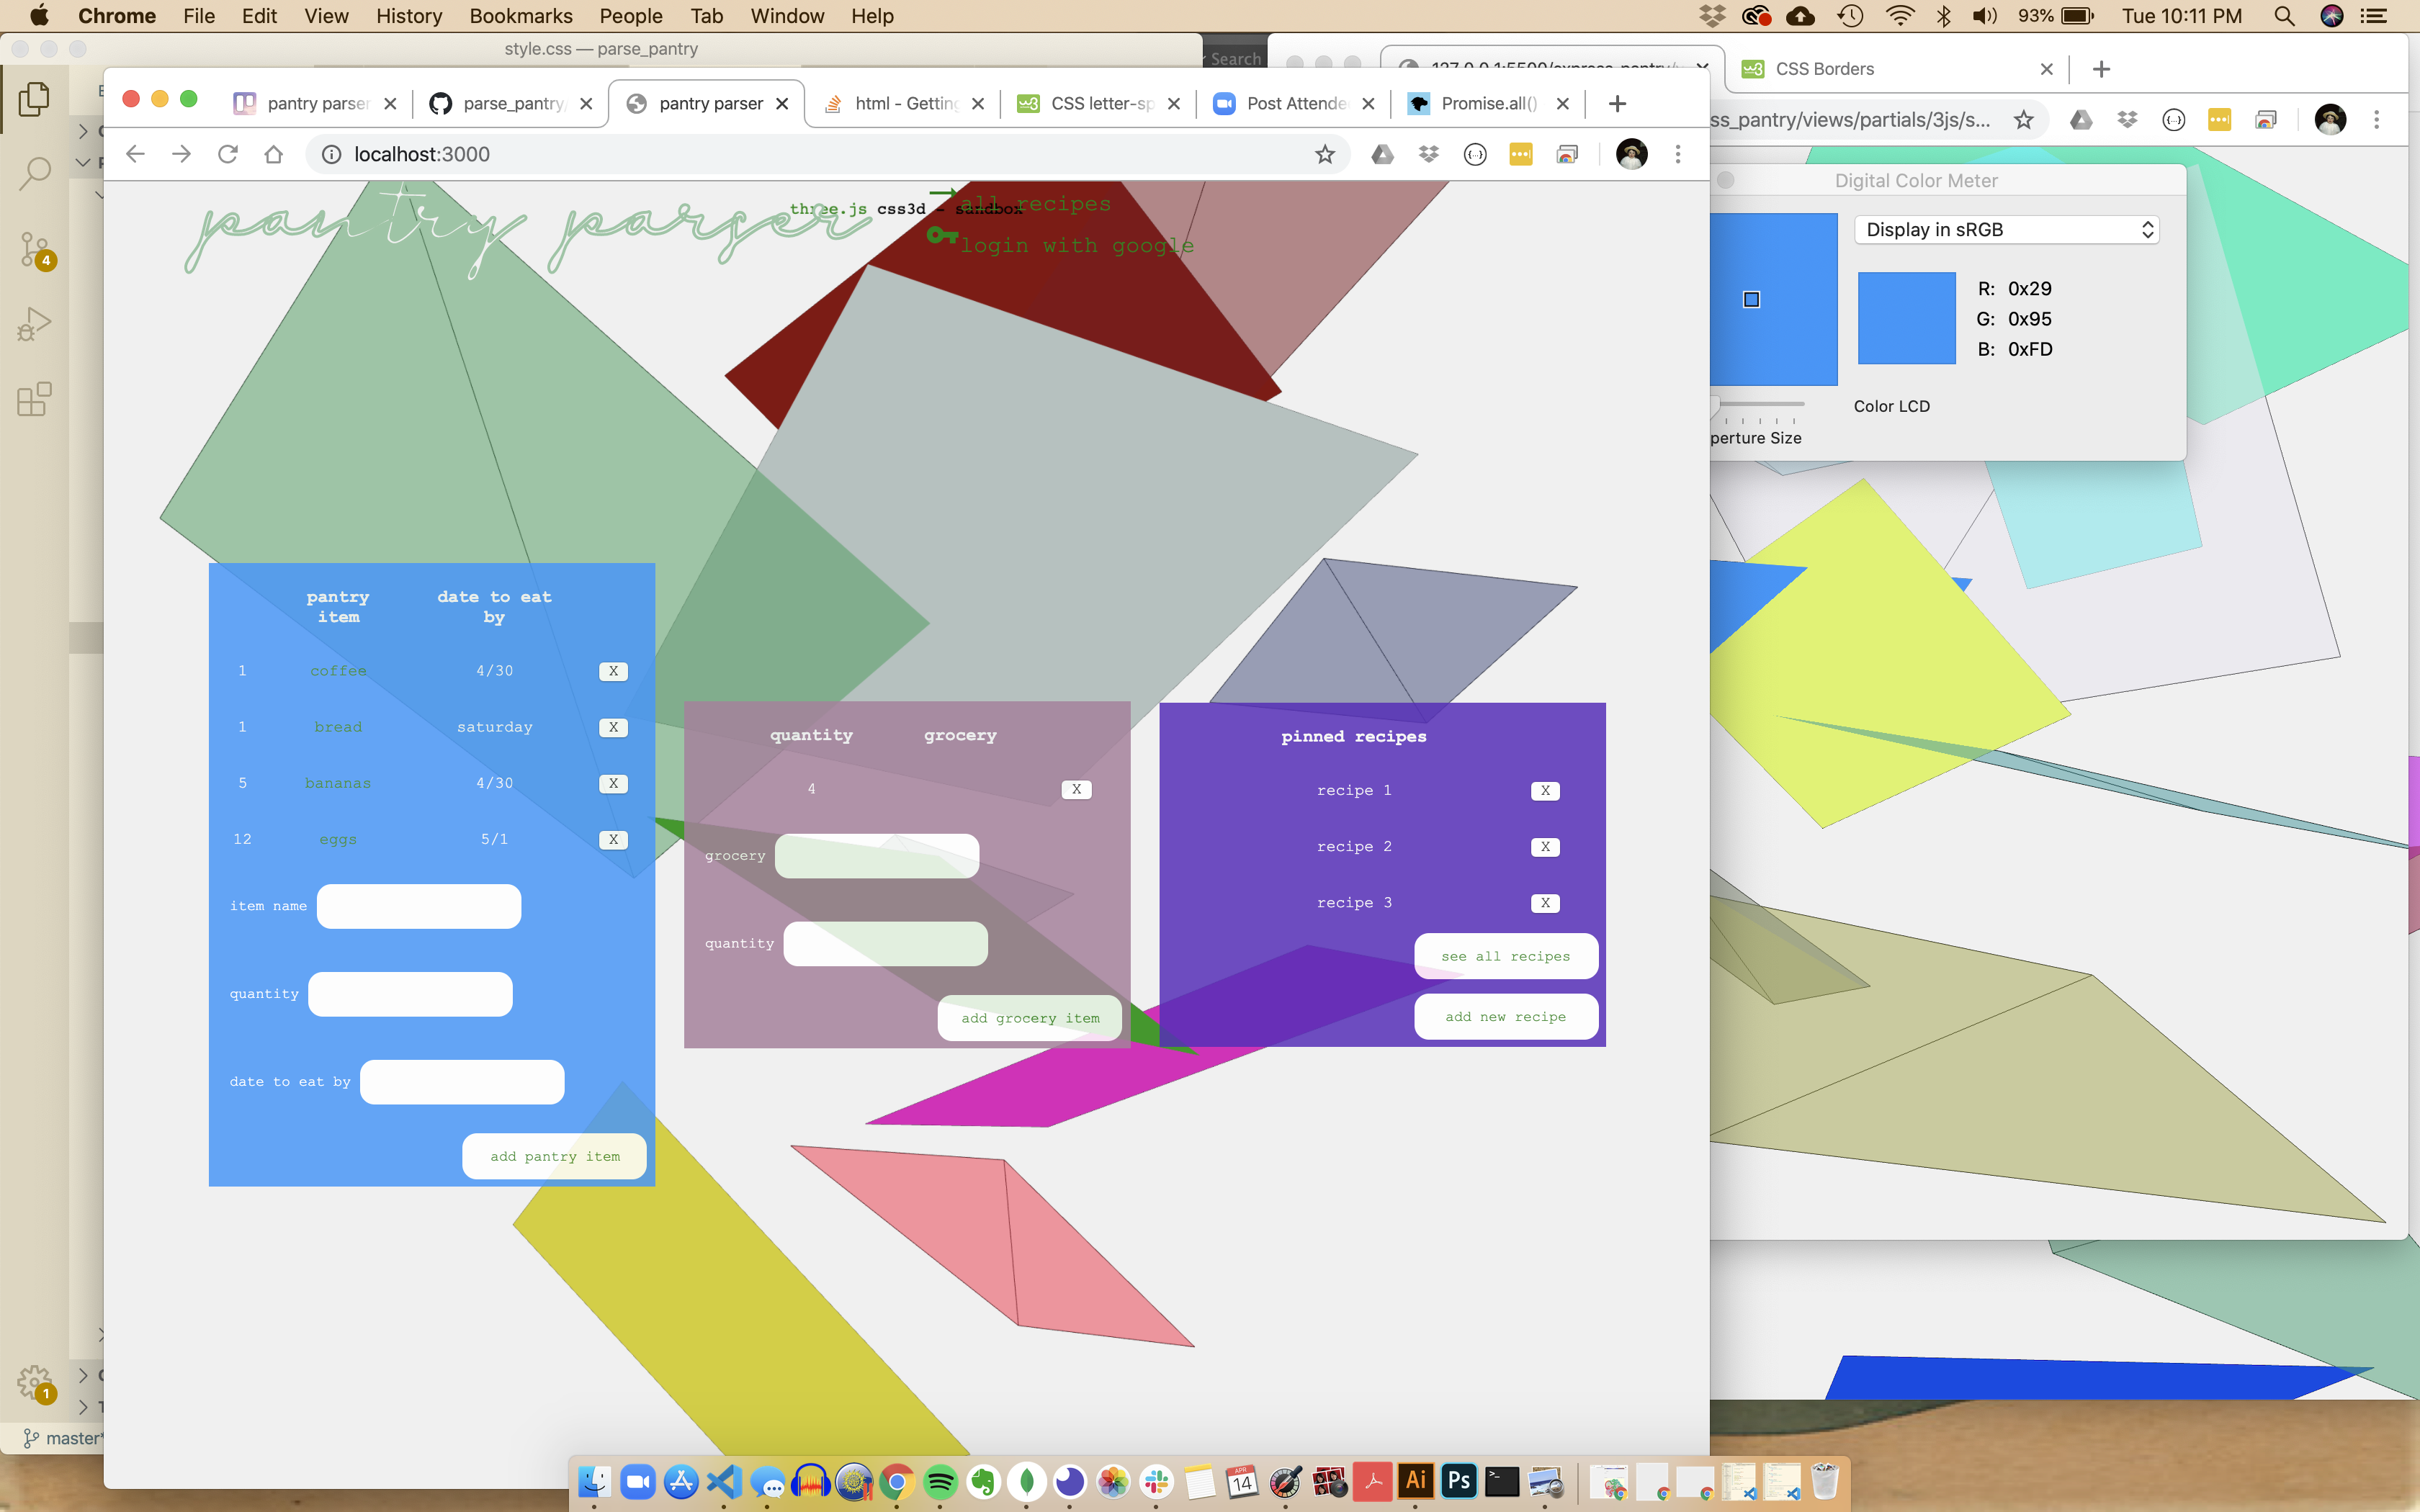 Chrome File Edit View History Bookmarks People Tab Window Help
93% Tue 10:11 PM
style.css — parse_pantry
Search
CSS Borders
pantry parser
parse_pantry
pantry parser
html - Getting
CSS letter-sp
Post Attende
Promise.all()
localhost:3000
ss_pantry/views/partials/3js/s...
Digital Color Meter
Display in sRGB
R: 0x29
G: 0x95
B: 0xFD
Color LCD
perture Size
pantry parser
three.js css3d - sandbox
all recipes
login with google
pantry item
date to eat by
1 coffee 4/30 X
1 bread saturday X
5 bananas 4/30 X
12 eggs 5/1 X
item name
quantity
date to eat by
add pantry item
quantity grocery
4 X
grocery
quantity
add grocery item
pinned recipes
recipe 1 X
recipe 2 X
recipe 3 X
see all recipes
add new recipe
4
1
master*
APR
14
Ai
Ps